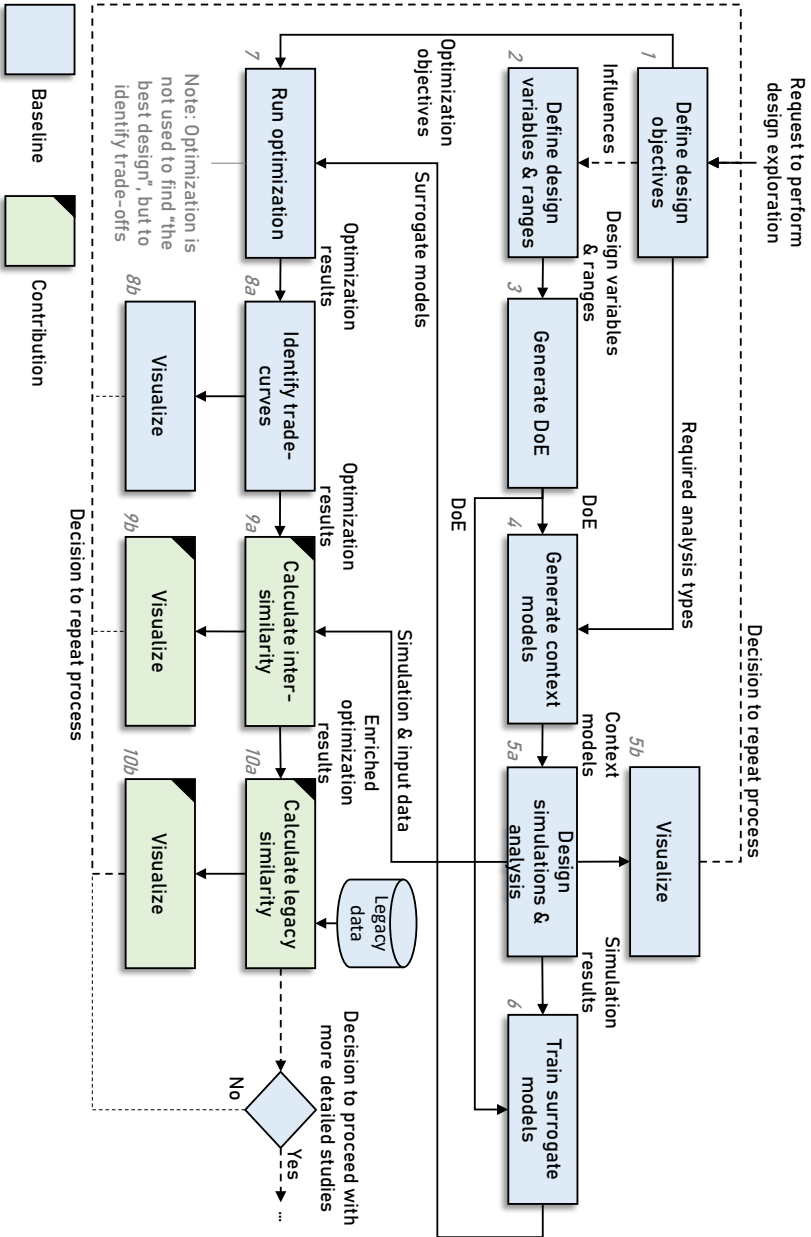 Request to perform
design exploration
Decision to repeat process
1
Define design
objectives
Required analysis types
5b
Visualize
Influences
2
Define design
variables & ranges
Design variables
& ranges
3
Generate DoE
DoE
DoE
4
Generate context
models
Context
models
5a
Design
simulations &
analysis
Simulation
results
6
Train surrogate
models
Optimization
objectives
Surrogate models
Simulation & input data
7
Run optimization
Optimization
results
8a
Identify trade-
curves
Optimization
results
9a
Calculate inter-
similarity
Enriched
optimization
results
10a
Calculate legacy
similarity
Legacy
data
Decision to proceed with
more detailed studies
Yes
...
No
Note: Optimization is
not used to find “the
best design”, but to
identify trade-offs
8b
Visualize
9b
Visualize
10b
Visualize
Decision to repeat process
Baseline
Contribution